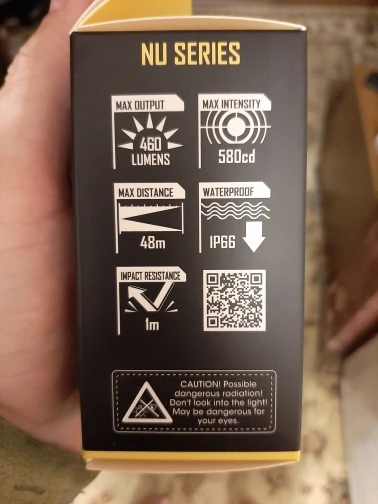 NU SERIES
MAX OUTPUT
460
LUMENS
MAX INTENSITY
580cd
MAX DISTANCE
48m
WATERPROOF
IP66
IMPACT RESISTANCE
1m
CAUTION! Possible
dangerous radiation!
Don't look into the light!
May be dangerous for
your eyes.